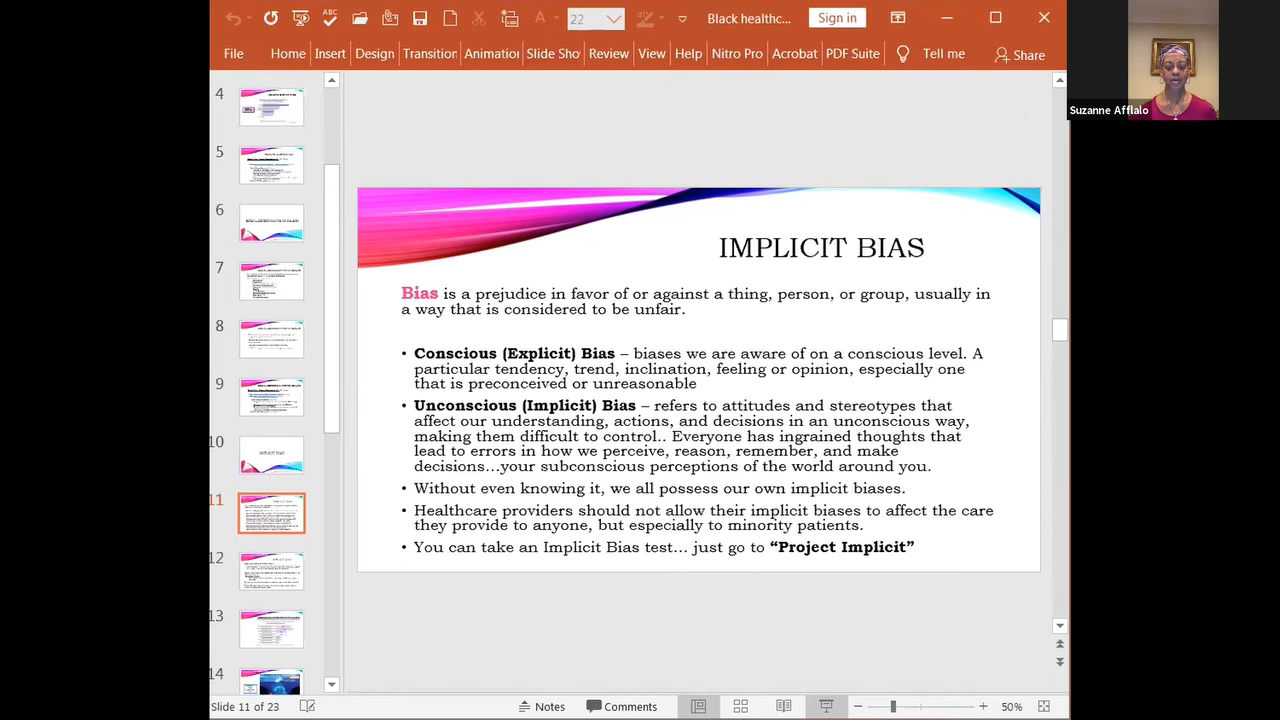 22
Black healthc...
Sign in
File Home Insert Design Transition Animation Slide Sho Review View Help Nitro Pro Acrobat PDF Suite Tell me Share
Suzanne Afflalo
4
5
6
7
8
9
10
IMPLICIT BIAS
11
12
13
14
IMPLICIT BIAS
Bias is a prejudice in favor of or against a thing, person, or group, usually in
a way that is considered to be unfair.
• Conscious (Explicit) Bias – biases we are aware of on a conscious level. A
particular tendency, trend, inclination, feeling or opinion, especially one
that is preconceived or unreasonable
• Unconscious (Implicit) Bias – refers to attitudes and stereotypes that
affect our understanding, actions, and decisions in an unconscious way,
making them difficult to control.. Everyone has ingrained thoughts that
lead to errors in how we perceive, reason, remember, and make
decisions...your subconscious perceptions of the world around you.
• Without even knowing it, we all possess our own implicit biases.
• Healthcare providers should not allow their implicit biases to affect the care
they provide to anyone, but especially to minority patients.
• You can take an Implicit Bias test... just go to “Project Implicit”
Slide 11 of 23 Notes Comments 50%